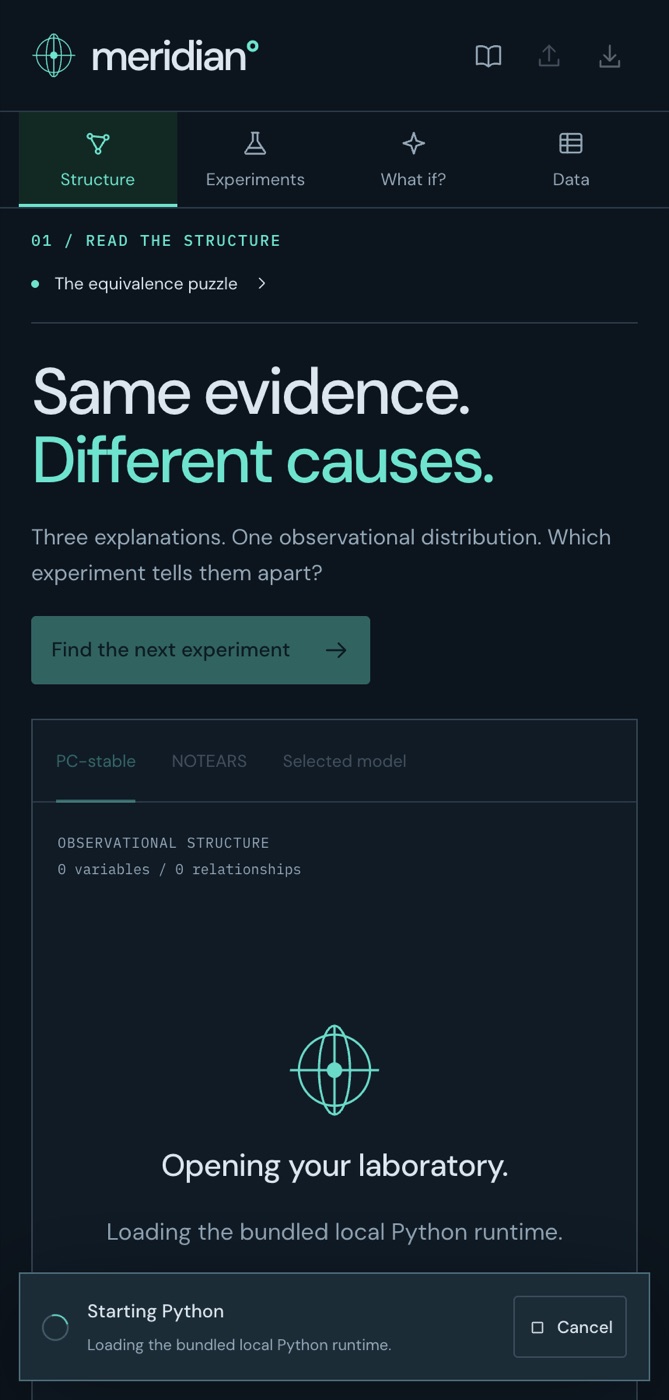 meridian°
Structure
Experiments
What if?
Data
01 / READ THE STRUCTURE
The equivalence puzzle
Same evidence.
Different causes.
Three explanations. One observational distribution. Which
experiment tells them apart?
Find the next experiment
PC-stable
NOTEARS
Selected model
OBSERVATIONAL STRUCTURE
0 variables / 0 relationships
Opening your laboratory.
Loading the bundled local Python runtime.
Starting Python
Loading the bundled local Python runtime.
Cancel